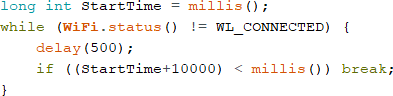 long int StartTime = millis();
while (WiFi.status() != WL_CONNECTED) {
    delay(500);
    if ((StartTime+10000) < millis()) break;
}